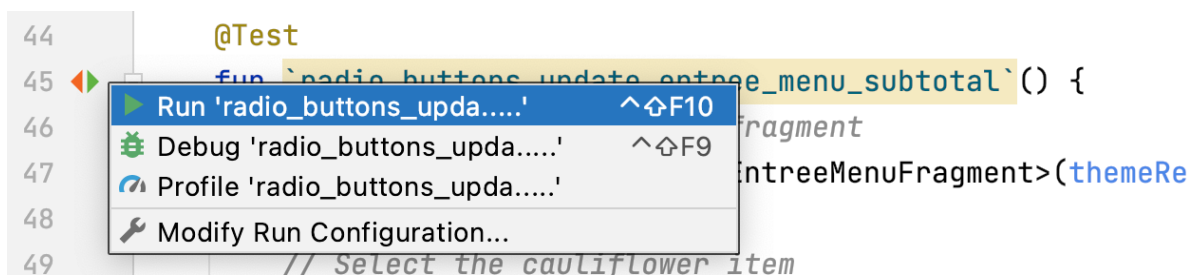 44 @Test
45 fun `radio_buttons_update_entree_menu_subtotal`() {
Run 'radio_buttons_upda.....' ^⇧F10
46 fragment
Debug 'radio_buttons_upda.....' ^⇧F9
47 EntreeMenuFragment>(themeRe
Profile 'radio_buttons_upda.....'
48
Modify Run Configuration...
49 // Select the cauliflower item